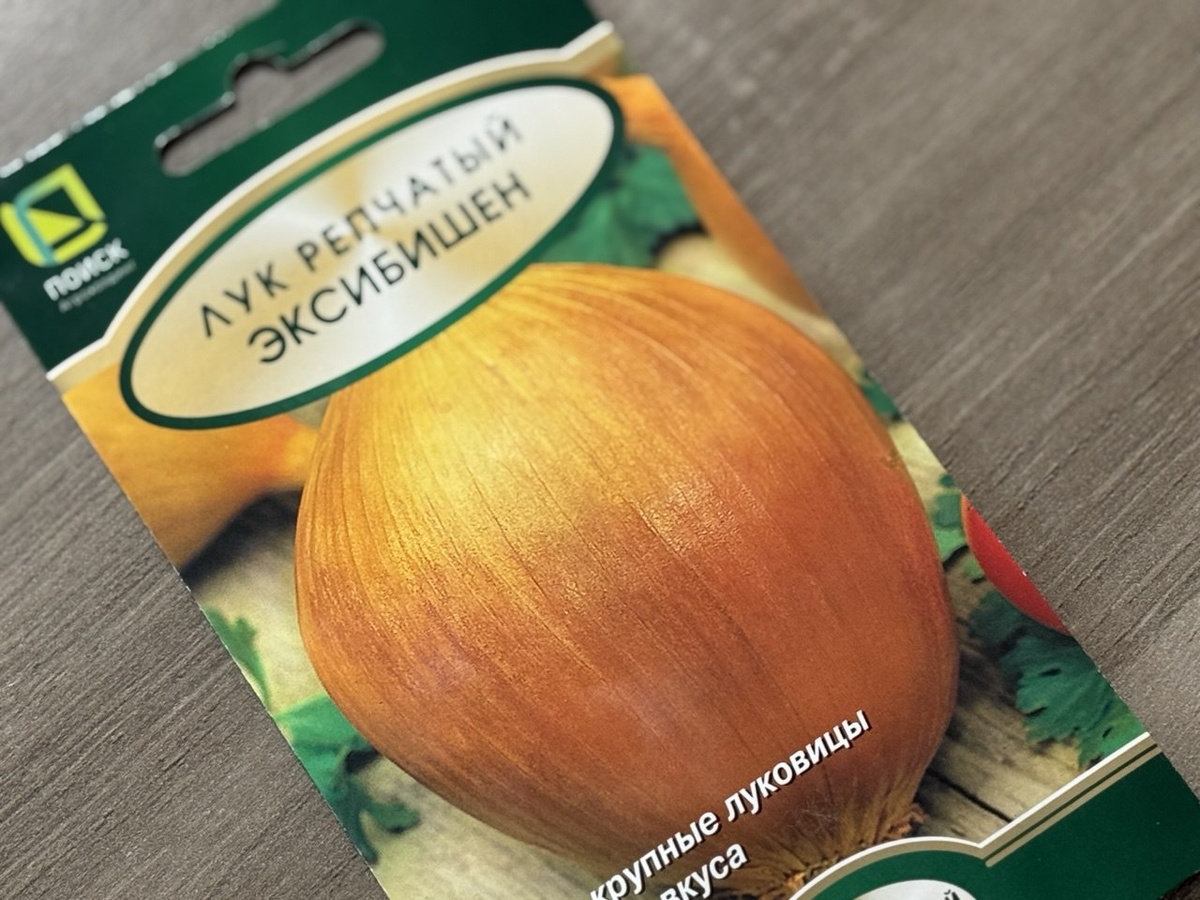 ПОИСК
ЛУК РЕПЧАТЫЙ
ЭКСИБИШЕН
крупные луковицы
вкуса